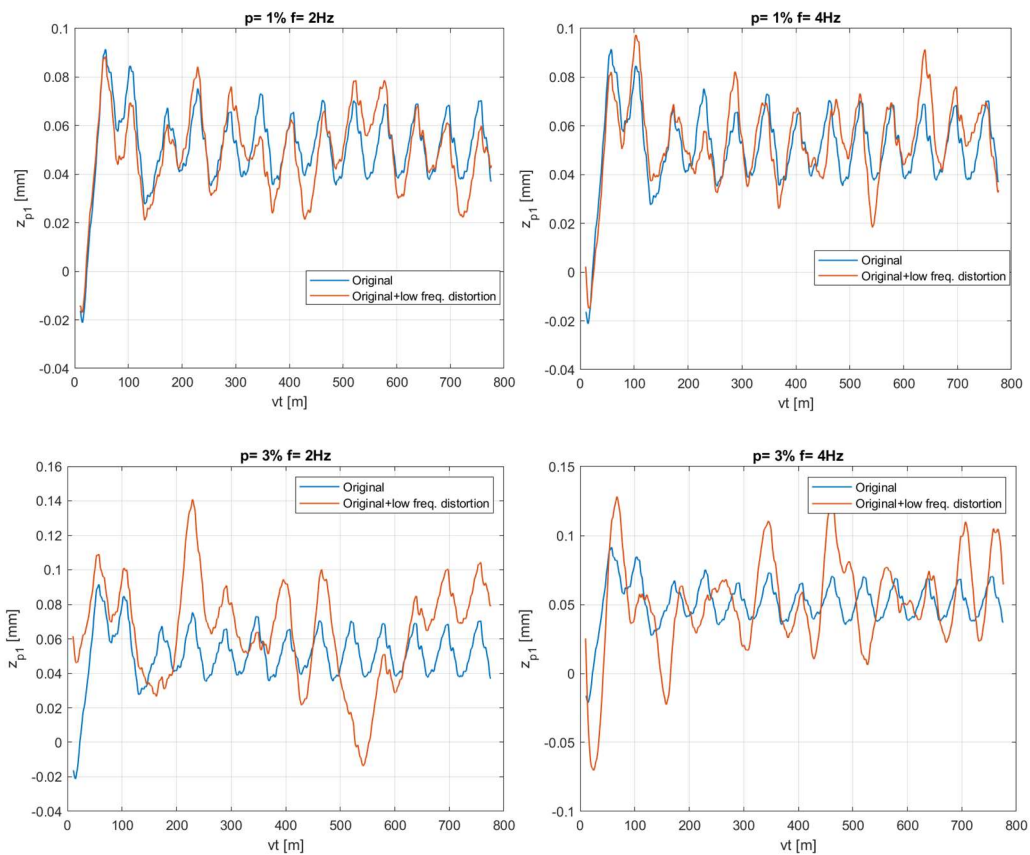 p= 1% f= 2Hz
0.1
0.08
0.06
0.04
0.02
0
-0.02
-0.04
z_p1 [mm]
Original
Original+low freq. distortion
0 100 200 300 400 500 600 700 800
vt [m]
p= 1% f= 4Hz
0.1
0.08
0.06
0.04
0.02
0
-0.02
-0.04
z_p1 [mm]
Original
Original+low freq. distortion
0 100 200 300 400 500 600 700 800
vt [m]
p= 3% f= 2Hz
0.16
0.14
0.12
0.1
0.08
0.06
0.04
0.02
0
-0.02
-0.04
z_p1 [mm]
Original
Original+low freq. distortion
0 100 200 300 400 500 600 700 800
vt [m]
p= 3% f= 4Hz
0.15
0.1
0.05
0
-0.05
-0.1
z_p1 [mm]
Original
Original+low freq. distortion
0 100 200 300 400 500 600 700 800
vt [m]